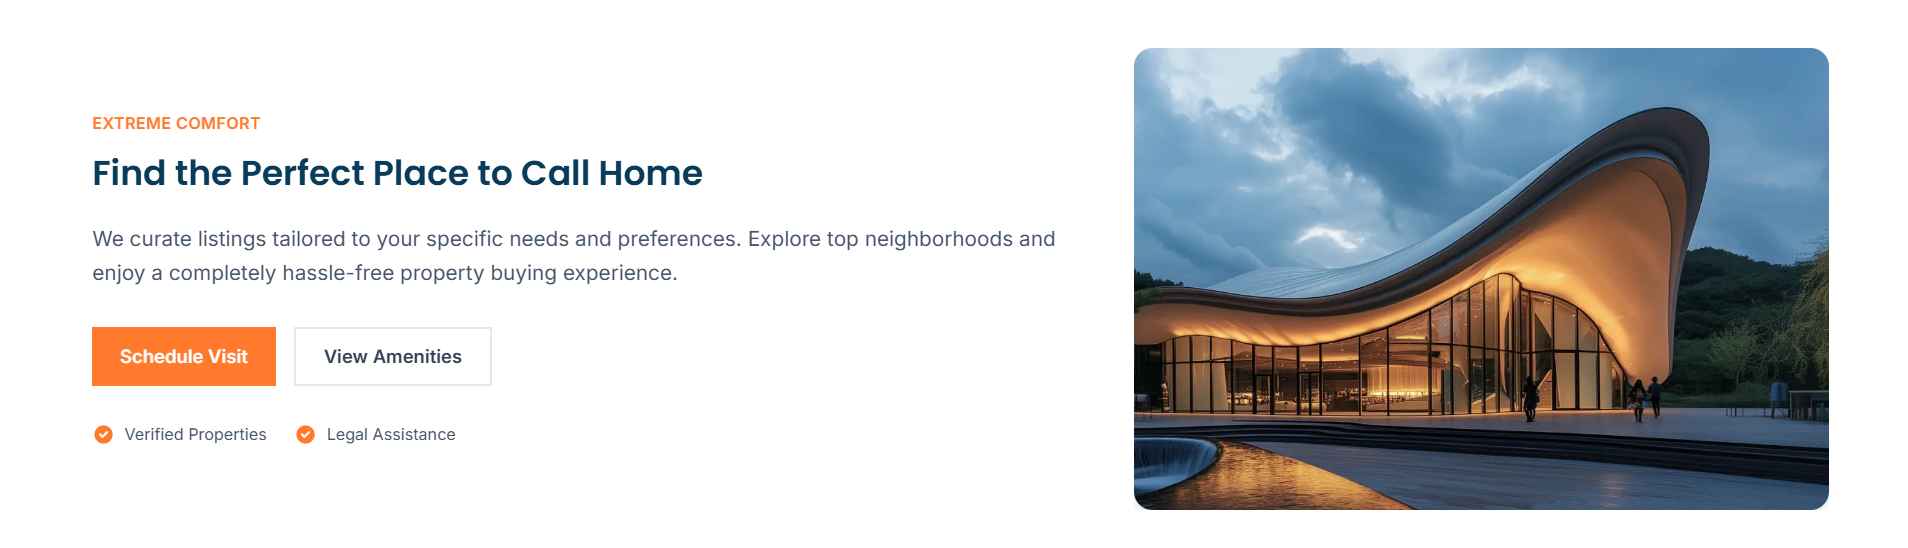 EXTREME COMFORT
Find the Perfect Place to Call Home
We curate listings tailored to your specific needs and preferences. Explore top neighborhoods and
enjoy a completely hassle-free property buying experience.
Schedule Visit
View Amenities
Verified Properties
Legal Assistance